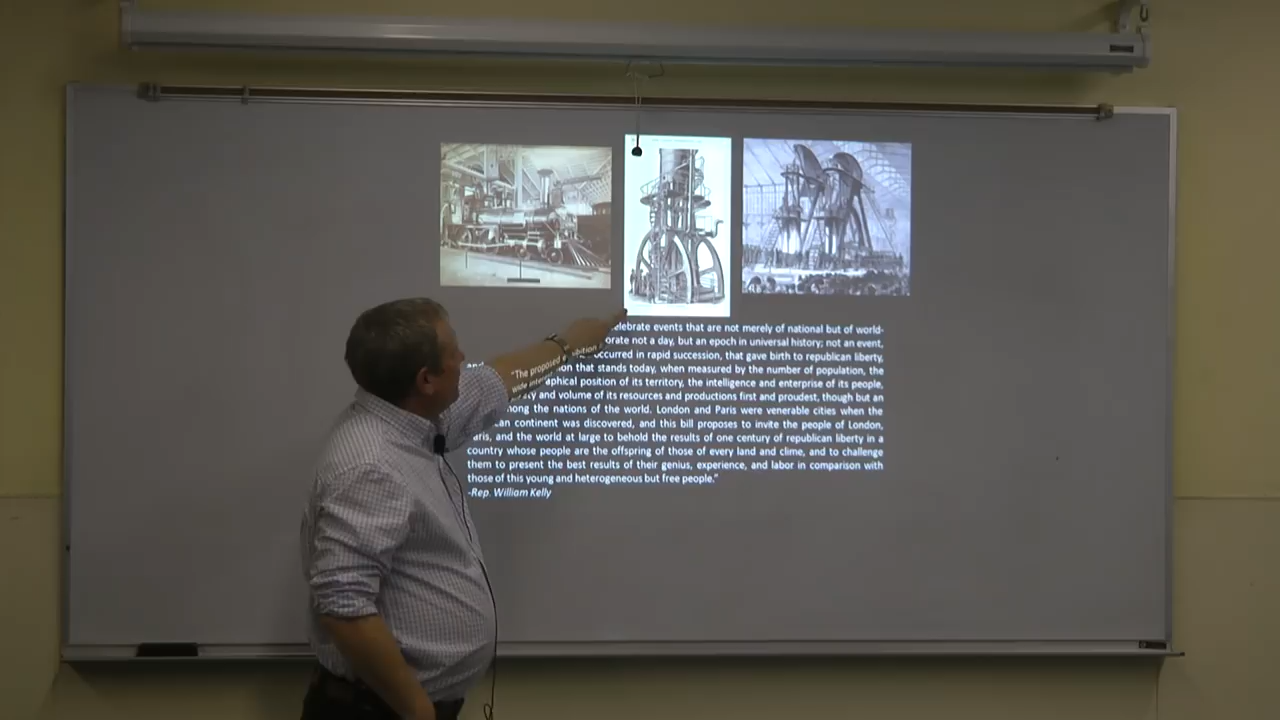 "The proposed exhibition elebrate events that are not merely of national but of world-
wide orate not a day, but an epoch in universal history; not an event,
occurred in rapid succession, that gave birth to republican liberty,
and on that stands today, when measured by the number of population, the
aphical position of its territory, the intelligence and enterprise of its people,
and volume of its resources and productions first and proudest, though but an
mong the nations of the world. London and Paris were venerable cities when the
can continent was discovered, and this bill proposes to invite the people of London,
aris, and the world at large to behold the results of one century of republican liberty in a
country whose people are the offspring of those of every land and clime, and to challenge
them to present the best results of their genius, experience, and labor in comparison with
those of this young and heterogeneous but free people."
-Rep. William Kelly